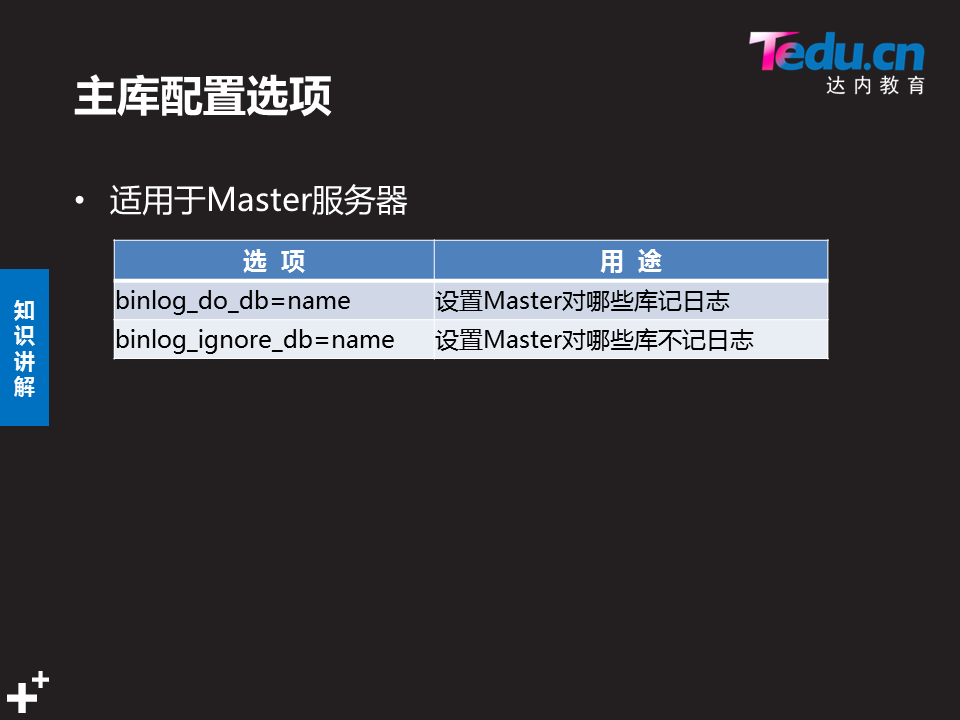 Tedu.cn
达内教育
主库配置选项
• 适用于Master服务器
选 项 用 途
binlog_do_db=name 设置Master对哪些库记日志
binlog_ignore_db=name 设置Master对哪些库不记日志
知
识
讲
解